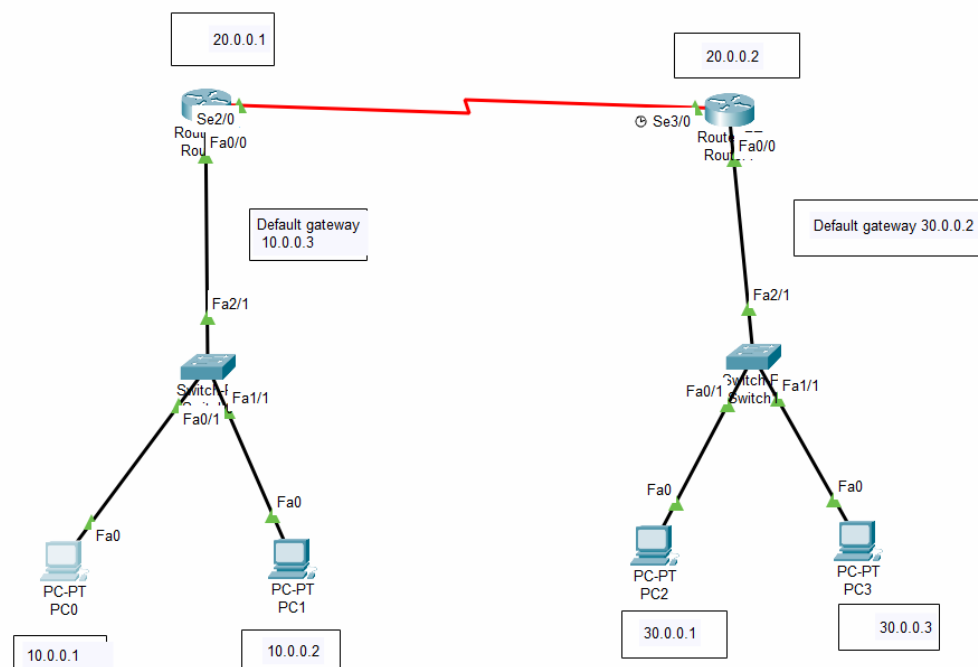 20.0.0.1
20.0.0.2
Se2/0
Se3/0
Fa0/0
Fa0/0
Default gateway
10.0.0.3
Default gateway 30.0.0.2
Fa2/1
Fa2/1
Fa1/1
Fa0/1
Fa0/1
Fa1/1
Switch
Fa0
Fa0
Fa0
Fa0
PC-PT
PC0
PC-PT
PC1
PC-PT
PC2
PC-PT
PC3
10.0.0.1
10.0.0.2
30.0.0.1
30.0.0.3